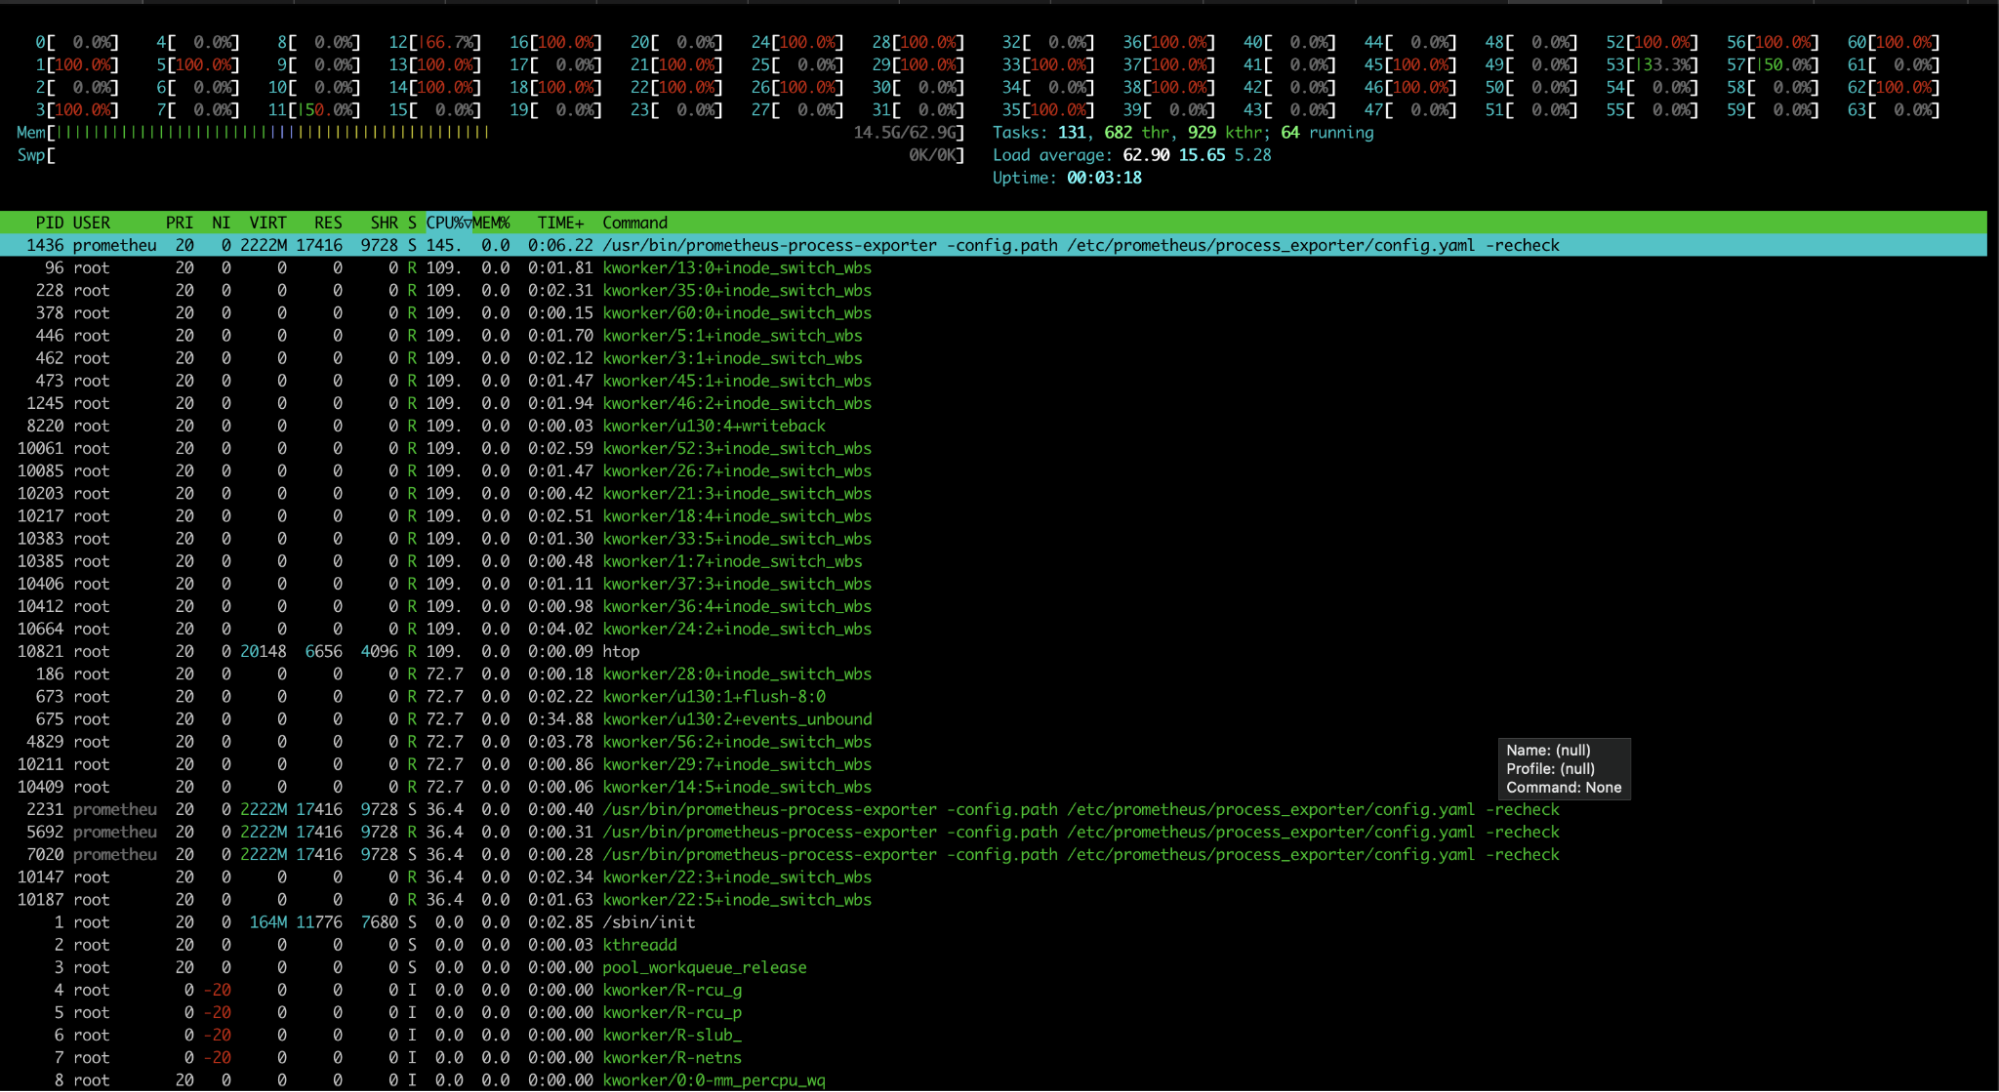 0[  0.0%]   4[  0.0%]   8[  0.0%]  12[|66.7%]  16[100.0%]  20[  0.0%]  24[100.0%]  28[100.0%]  32[  0.0%]  36[100.0%]  40[  0.0%]  44[  0.0%]  48[  0.0%]  52[100.0%]  56[100.0%]  60[100.0%]
1[100.0%]   5[100.0%]   9[  0.0%]  13[100.0%]  17[  0.0%]  21[100.0%]  25[  0.0%]  29[100.0%]  33[100.0%]  37[100.0%]  41[  0.0%]  45[100.0%]  49[  0.0%]  53[|33.3%]  57[|50.0%]  61[  0.0%]
2[  0.0%]   6[  0.0%]  10[  0.0%]  14[100.0%]  18[100.0%]  22[100.0%]  26[100.0%]  30[  0.0%]  34[  0.0%]  38[100.0%]  42[  0.0%]  46[100.0%]  50[  0.0%]  54[  0.0%]  58[  0.0%]  62[100.0%]
3[100.0%]   7[  0.0%]  11[|50.0%]  15[  0.0%]  19[  0.0%]  23[  0.0%]  27[  0.0%]  31[  0.0%]  35[100.0%]  39[  0.0%]  43[  0.0%]  47[  0.0%]  51[  0.0%]  55[  0.0%]  59[  0.0%]  63[  0.0%]
Mem[||||||||||||||||||||||||||||||||||||||||||||||| 14.5G/62.9G] Tasks: 131, 682 thr, 929 kthr; 64 running
Swp[ 0K/0K] Load average: 62.90 15.65 5.28
Uptime: 00:03:18
PID USER PRI NI VIRT RES SHR S CPU%▽MEM% TIME+ Command
1436 prometheu 20 0 2222M 17416 9728 S 145. 0.0 0:06.22 /usr/bin/prometheus-process-exporter -config.path /etc/prometheus/process_exporter/config.yaml -recheck
96 root 20 0 0 0 0 R 109. 0.0 0:01.81 kworker/13:0+inode_switch_wbs
228 root 20 0 0 0 0 R 109. 0.0 0:02.31 kworker/35:0+inode_switch_wbs
378 root 20 0 0 0 0 R 109. 0.0 0:00.15 kworker/60:0+inode_switch_wbs
446 root 20 0 0 0 0 R 109. 0.0 0:01.70 kworker/5:1+inode_switch_wbs
462 root 20 0 0 0 0 R 109. 0.0 0:02.12 kworker/3:1+inode_switch_wbs
473 root 20 0 0 0 0 R 109. 0.0 0:01.47 kworker/45:1+inode_switch_wbs
1245 root 20 0 0 0 0 R 109. 0.0 0:01.94 kworker/46:2+inode_switch_wbs
8220 root 20 0 0 0 0 R 109. 0.0 0:00.03 kworker/u130:4+writeback
10061 root 20 0 0 0 0 R 109. 0.0 0:02.59 kworker/52:3+inode_switch_wbs
10085 root 20 0 0 0 0 R 109. 0.0 0:01.47 kworker/26:7+inode_switch_wbs
10203 root 20 0 0 0 0 R 109. 0.0 0:00.42 kworker/21:3+inode_switch_wbs
10217 root 20 0 0 0 0 R 109. 0.0 0:02.51 kworker/18:4+inode_switch_wbs
10383 root 20 0 0 0 0 R 109. 0.0 0:01.30 kworker/33:5+inode_switch_wbs
10385 root 20 0 0 0 0 R 109. 0.0 0:00.48 kworker/1:7+inode_switch_wbs
10406 root 20 0 0 0 0 R 109. 0.0 0:01.11 kworker/37:3+inode_switch_wbs
10412 root 20 0 0 0 0 R 109. 0.0 0:00.98 kworker/36:4+inode_switch_wbs
10664 root 20 0 0 0 0 R 109. 0.0 0:04.02 kworker/24:2+inode_switch_wbs
10821 root 20 0 20148 6656 4096 R 109. 0.0 0:00.09 htop
186 root 20 0 0 0 0 R 72.7 0.0 0:00.18 kworker/28:0+inode_switch_wbs
673 root 20 0 0 0 0 R 72.7 0.0 0:02.22 kworker/u130:1+flush-8:0
675 root 20 0 0 0 0 R 72.7 0.0 0:34.88 kworker/u130:2+events_unbound
4829 root 20 0 0 0 0 R 72.7 0.0 0:03.78 kworker/56:2+inode_switch_wbs
10211 root 20 0 0 0 0 R 72.7 0.0 0:00.86 kworker/29:7+inode_switch_wbs
10409 root 20 0 0 0 0 R 72.7 0.0 0:00.06 kworker/14:5+inode_switch_wbs
Name: (null)
Profile: (null)
Command: None
2231 prometheu 20 0 2222M 17416 9728 S 36.4 0.0 0:00.40 /usr/bin/prometheus-process-exporter -config.path /etc/prometheus/process_exporter/config.yaml -recheck
5692 prometheu 20 0 2222M 17416 9728 R 36.4 0.0 0:00.31 /usr/bin/prometheus-process-exporter -config.path /etc/prometheus/process_exporter/config.yaml -recheck
7020 prometheu 20 0 2222M 17416 9728 S 36.4 0.0 0:00.28 /usr/bin/prometheus-process-exporter -config.path /etc/prometheus/process_exporter/config.yaml -recheck
10147 root 20 0 0 0 0 R 36.4 0.0 0:02.34 kworker/22:3+inode_switch_wbs
10187 root 20 0 0 0 0 R 36.4 0.0 0:01.63 kworker/22:5+inode_switch_wbs
1 root 20 0 164M 11776 7680 S 0.0 0.0 0:02.85 /sbin/init
2 root 20 0 0 0 0 S 0.0 0.0 0:00.03 kthreadd
3 root 20 0 0 0 0 S 0.0 0.0 0:00.00 pool_workqueue_release
4 root 0 -20 0 0 0 I 0.0 0.0 0:00.00 kworker/R-rcu_g
5 root 0 -20 0 0 0 I 0.0 0.0 0:00.00 kworker/R-rcu_p
6 root 0 -20 0 0 0 I 0.0 0.0 0:00.00 kworker/R-slub_
7 root 0 -20 0 0 0 I 0.0 0.0 0:00.00 kworker/R-netns
8 root 20 0 0 0 0 I 0.0 0.0 0:00.00 kworker/0:0-mm_percpu_wq